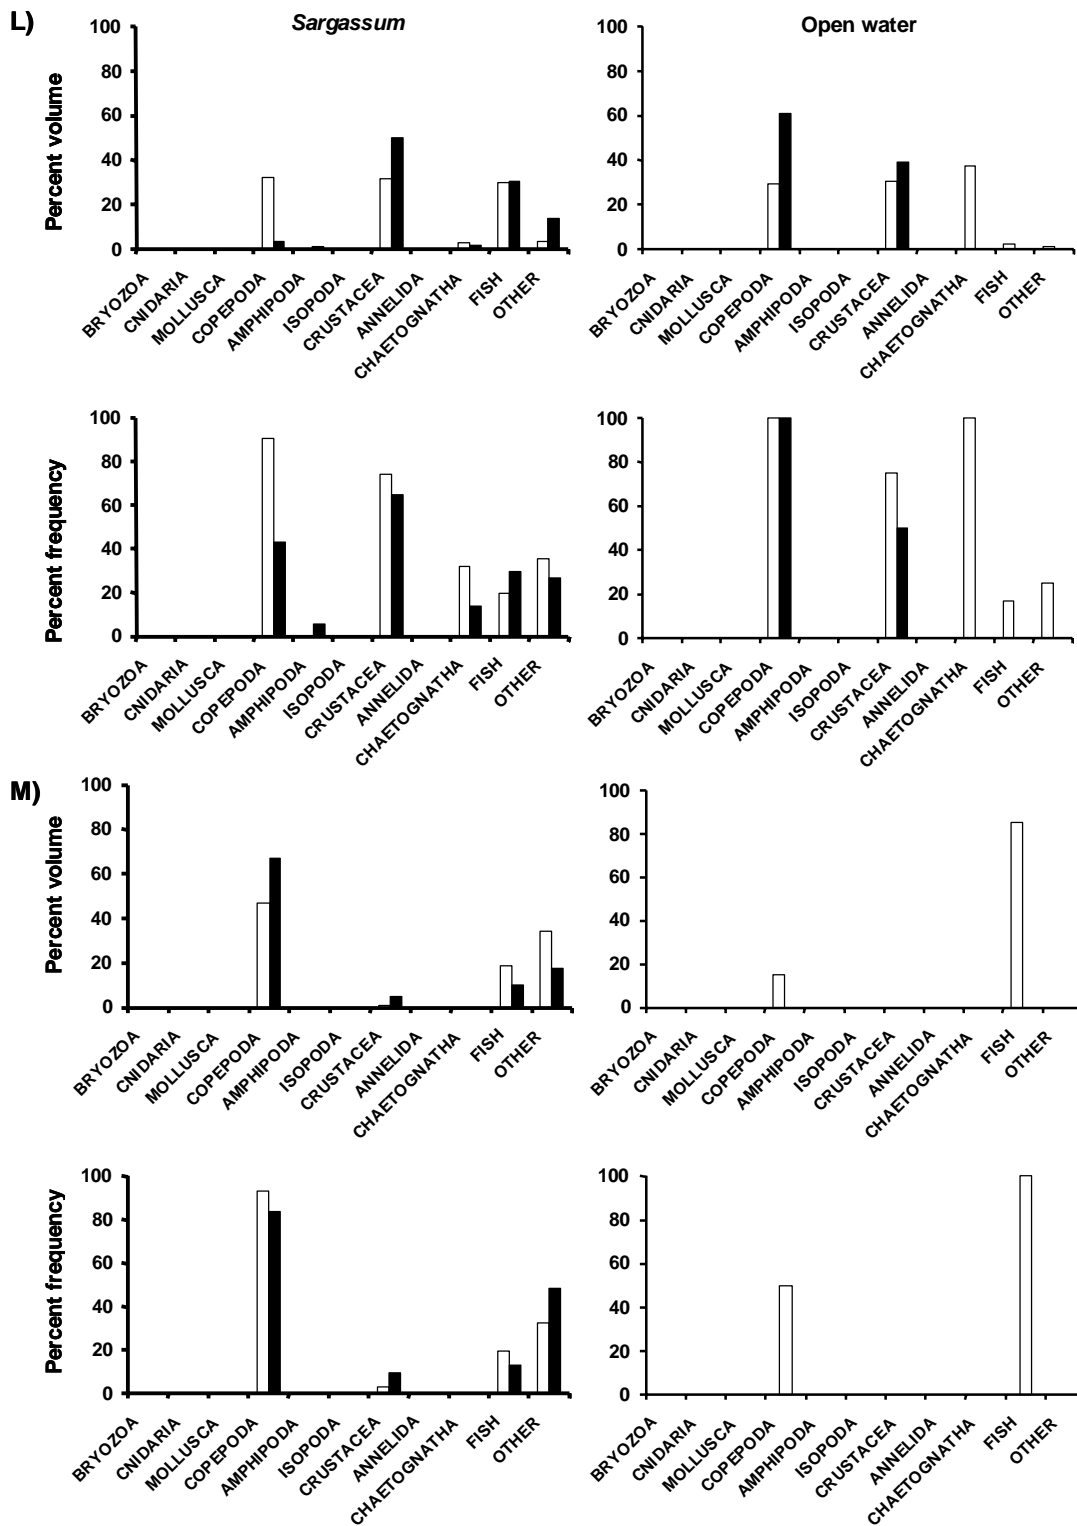 L)
Sargassum
Open water
Percent volume
100
80
60
40
20
0
BRYOZOA
CNIDARIA
MOLLUSCA
COPEPODA
AMPHIPODA
ISOPODA
CRUSTACEA
ANNELIDA
CHAETOGNATHA
FISH
OTHER
100
80
60
40
20
0
BRYOZOA
CNIDARIA
MOLLUSCA
COPEPODA
AMPHIPODA
ISOPODA
CRUSTACEA
ANNELIDA
CHAETOGNATHA
FISH
OTHER
Percent frequency
100
80
60
40
20
0
BRYOZOA
CNIDARIA
MOLLUSCA
COPEPODA
AMPHIPODA
ISOPODA
CRUSTACEA
ANNELIDA
CHAETOGNATHA
FISH
OTHER
100
80
60
40
20
0
BRYOZOA
CNIDARIA
MOLLUSCA
COPEPODA
AMPHIPODA
ISOPODA
CRUSTACEA
ANNELIDA
CHAETOGNATHA
FISH
OTHER
M)
Percent volume
100
80
60
40
20
0
BRYOZOA
CNIDARIA
MOLLUSCA
COPEPODA
AMPHIPODA
ISOPODA
CRUSTACEA
ANNELIDA
CHAETOGNATHA
FISH
OTHER
100
80
60
40
20
0
BRYOZOA
CNIDARIA
MOLLUSCA
COPEPODA
AMPHIPODA
ISOPODA
CRUSTACEA
ANNELIDA
CHAETOGNATHA
FISH
OTHER
Percent frequency
100
80
60
40
20
0
BRYOZOA
CNIDARIA
MOLLUSCA
COPEPODA
AMPHIPODA
ISOPODA
CRUSTACEA
ANNELIDA
CHAETOGNATHA
FISH
OTHER
100
80
60
40
20
0
BRYOZOA
CNIDARIA
MOLLUSCA
COPEPODA
AMPHIPODA
ISOPODA
CRUSTACEA
ANNELIDA
CHAETOGNATHA
FISH
OTHER